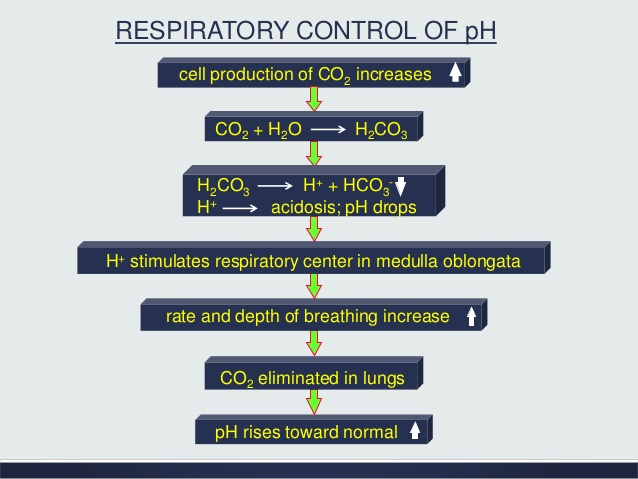 RESPIRATORY CONTROL OF pH
cell production of CO₂ increases
CO₂ + H₂O ⟶ H₂CO₃
H₂CO₃ ⟶ H⁺ + HCO₃⁻
H⁺ ⟶ acidosis; pH drops
H⁺ stimulates respiratory center in medulla oblongata
rate and depth of breathing increase
CO₂ eliminated in lungs
pH rises toward normal